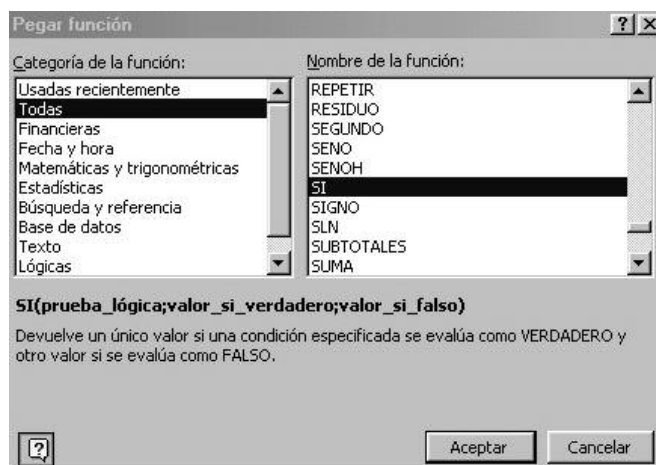 Pegar función
Categoría de la función:
Usadas recientemente
Todas
Financieras
Fecha y hora
Matemáticas y trigonométricas
Estadísticas
Búsqueda y referencia
Base de datos
Texto
Lógicas
Nombre de la función:
REPETIR
RESIDUO
SEGUNDO
SENO
SENOH
SI
SIGNO
SLN
SUBTOTALES
SUMA
SI(prueba_lógica;valor_si_verdadero;valor_si_falso)
Devuelve un único valor si una condición especificada se evalúa como VERDADERO y
otro valor si se evalúa como FALSO.
Aceptar
Cancelar